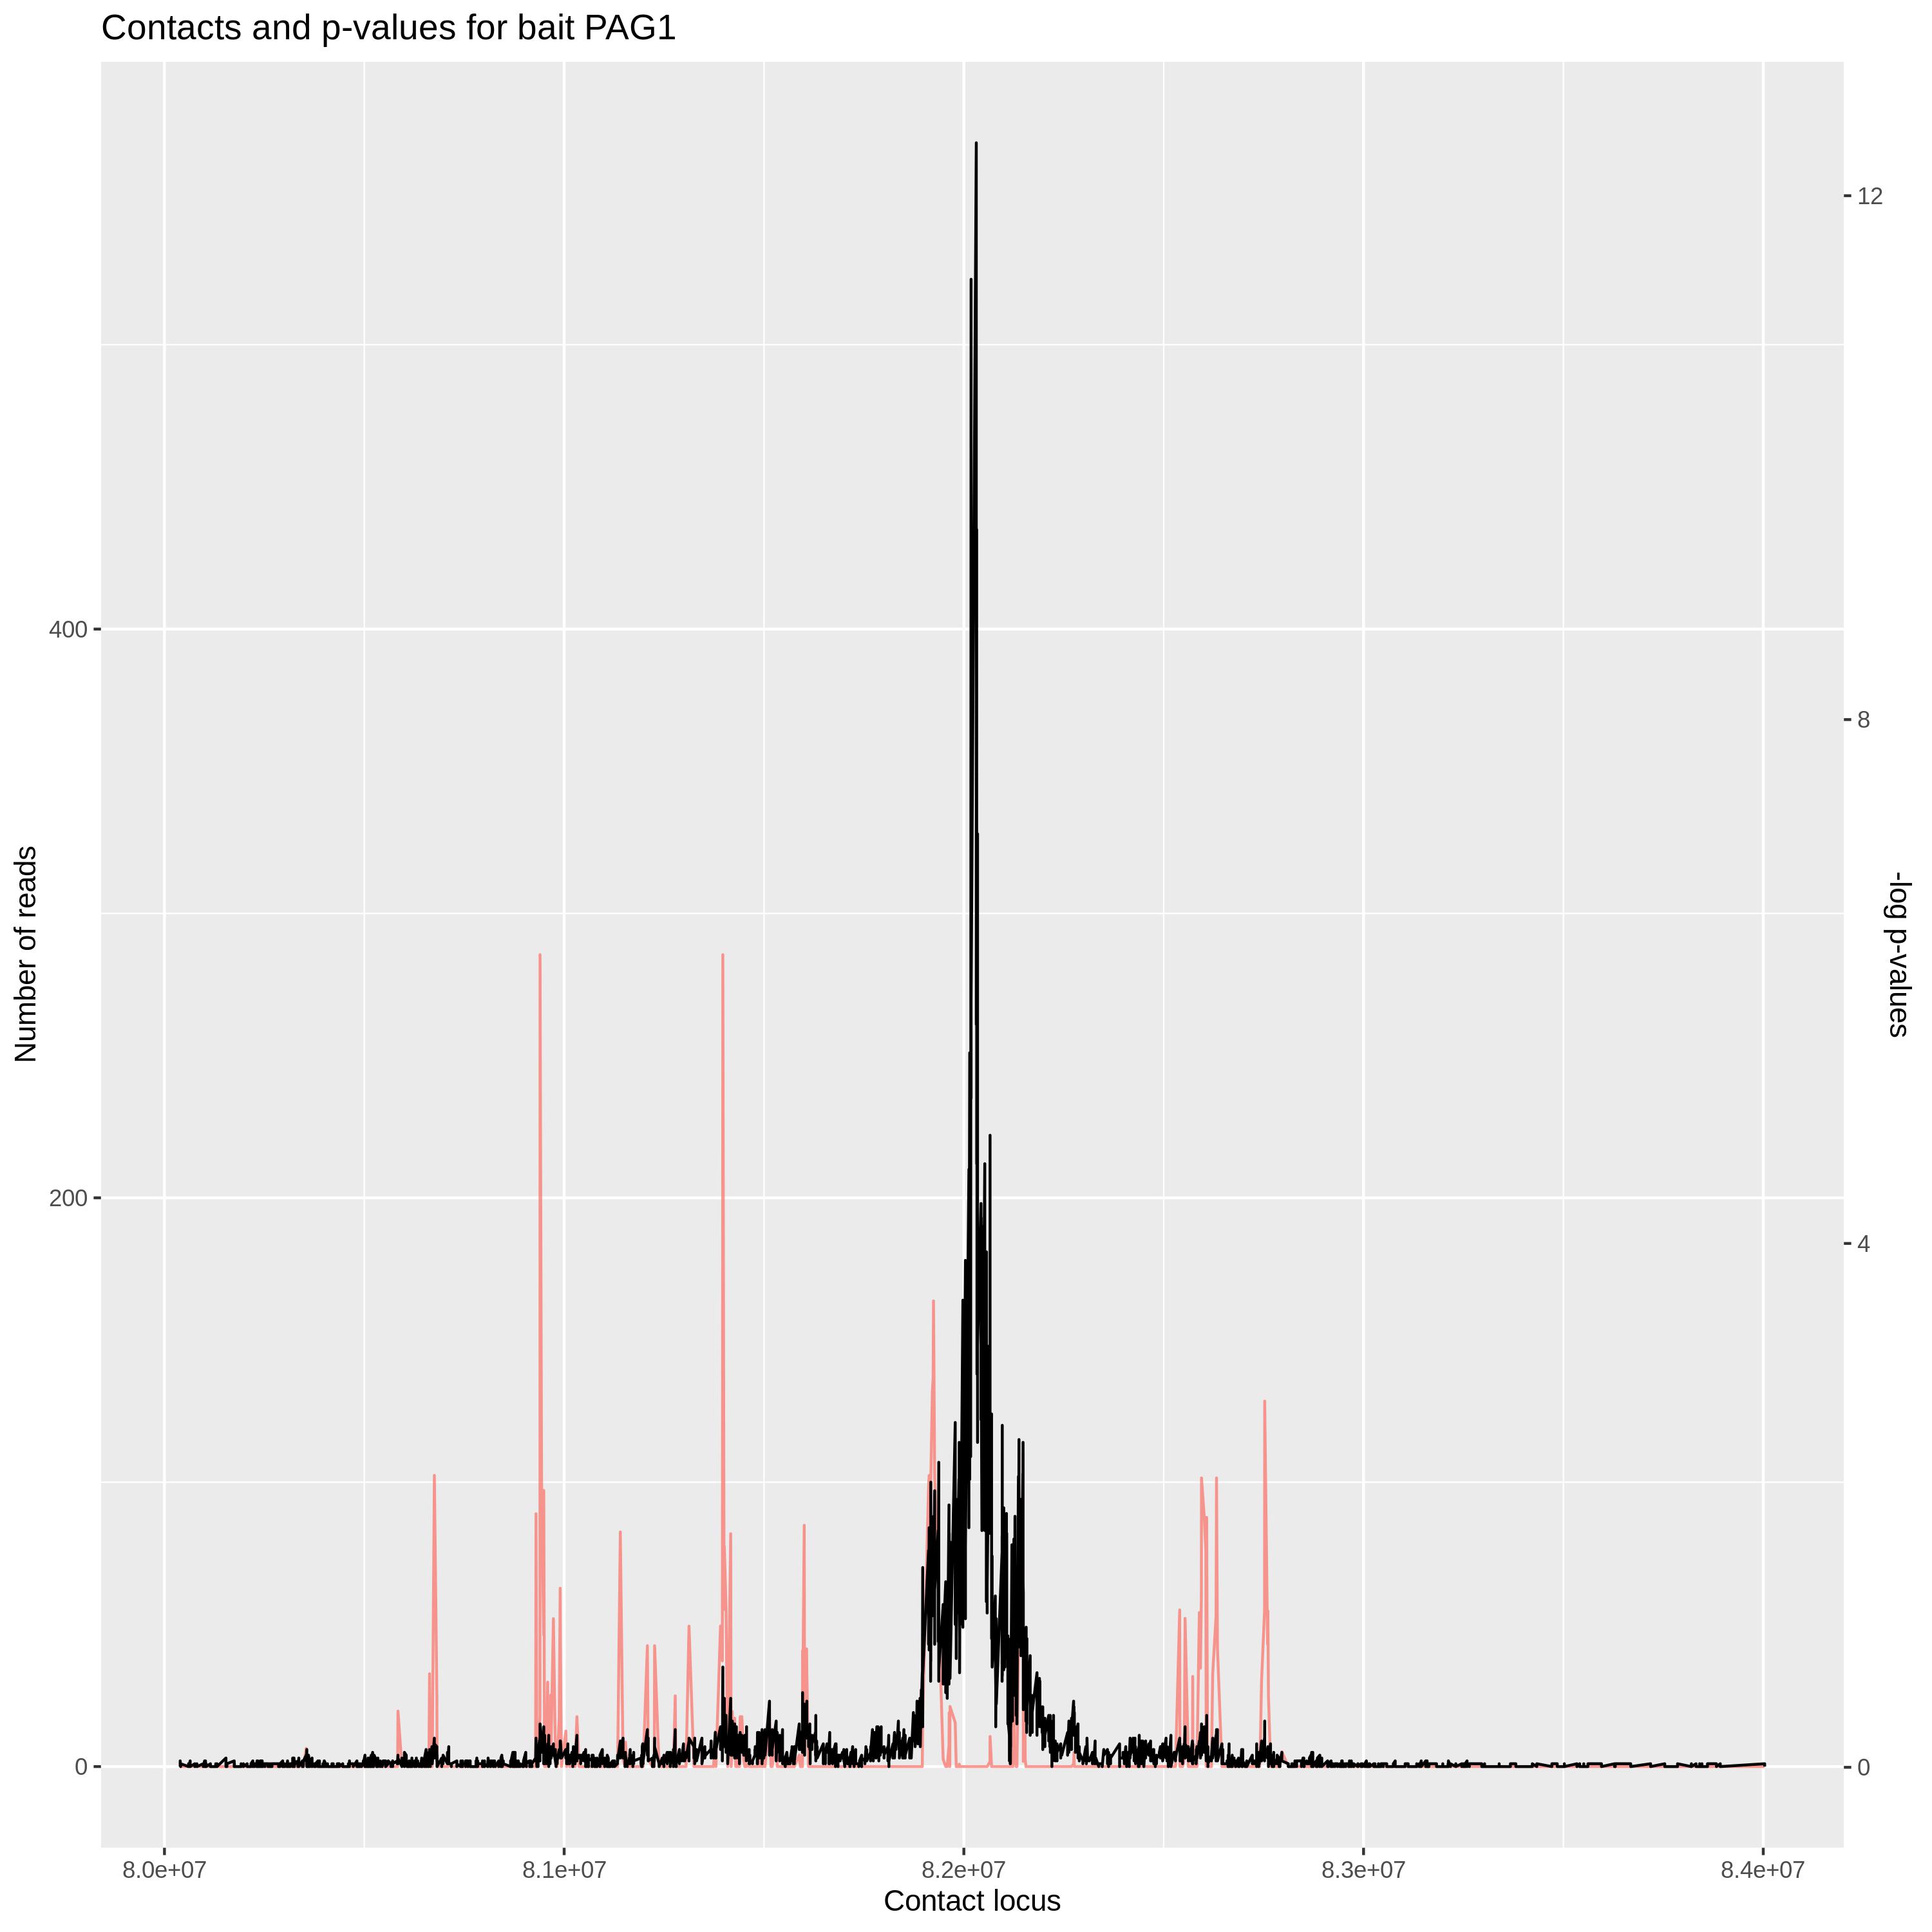 Contacts and p-values for bait PAG1
Number of reads
400
200
0
12
8
4
0
-log p-values
8.0e+07 8.1e+07 8.2e+07 8.3e+07 8.4e+07
Contact locus